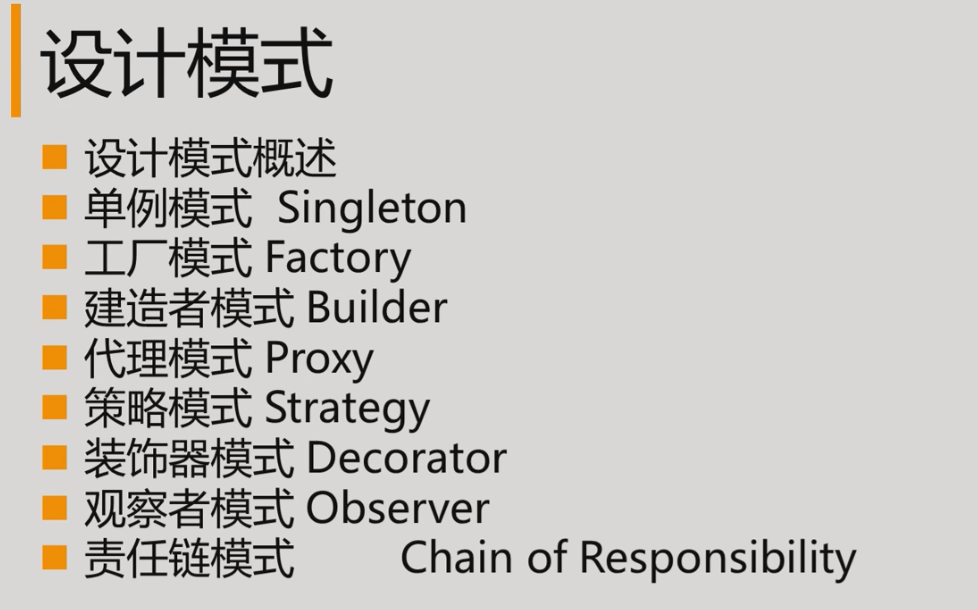 设计模式
设计模式概述
单例模式 Singleton
工厂模式 Factory
建造者模式 Builder
代理模式 Proxy
策略模式 Strategy
装饰器模式 Decorator
观察者模式 Observer
责任链模式 Chain of Responsibility